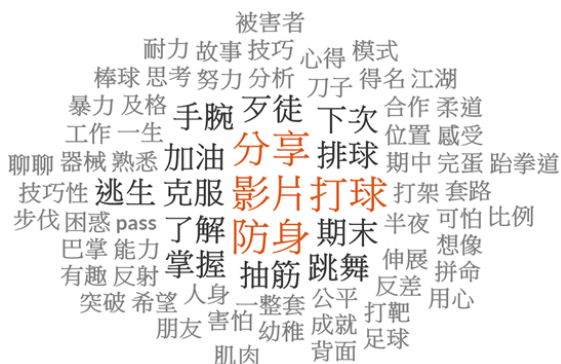 被害者
耐力 故事 技巧 心得 模式
棒球 思考 努力 分析 刀子 得名 江湖
暴力 及格 手腕 歹徒 下次 合作 柔道
工作 一生 分享 位置 感受
聊聊 器械 熟悉 加油 排球 期中 完蛋 跆拳道
技巧性 逃生 克服 影片 打球 打架 套路
步伐 困惑 pass 了解 防身 期末 半夜 可怕 比例
巴掌 能力 想像
有趣 反射 掌握 抽筋 跳舞 伸展 拼命
突破 希望 人身 一整套 公平 反差 用心
朋友 害怕 幼稚 成就 打靶
肌肉 背面 足球